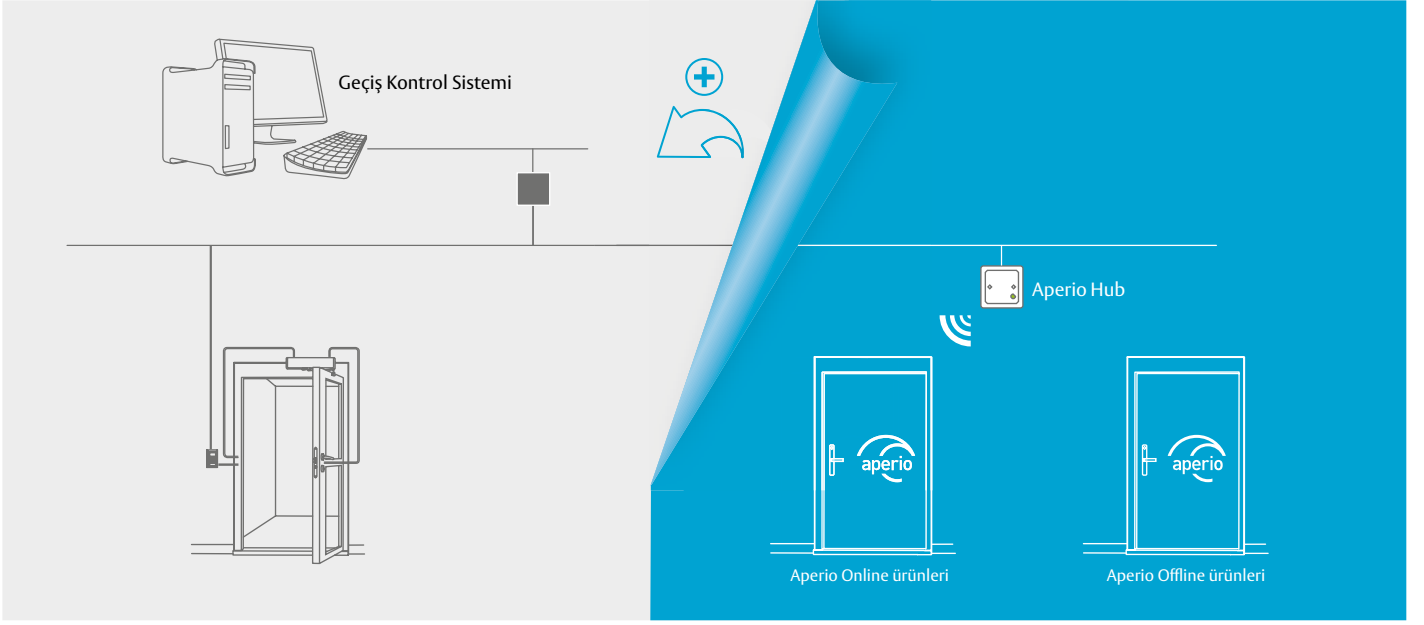 Geçiş Kontrol Sistemi
Aperio Hub
aperio
aperio
Aperio Online ürünleri
Aperio Offline ürünleri